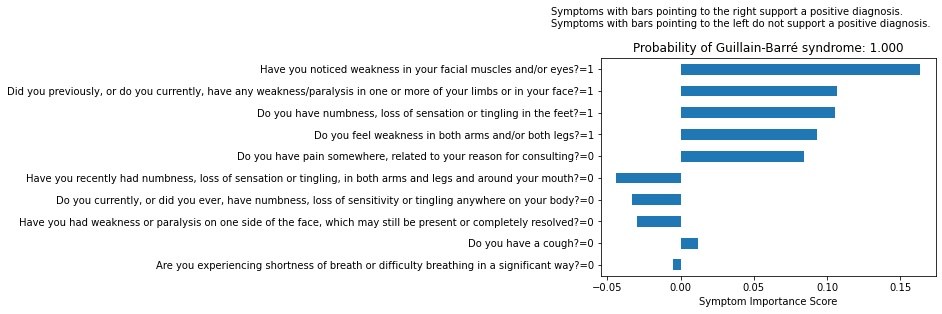 Symptoms with bars pointing to the right support a positive diagnosis.
Symptoms with bars pointing to the left do not support a positive diagnosis.
Probability of Guillain-Barré syndrome: 1.000
Have you noticed weakness in your facial muscles and/or eyes?=1
Did you previously, or do you currently, have any weakness/paralysis in one or more of your limbs or in your face?=1
Do you have numbness, loss of sensation or tingling in the feet?=1
Do you feel weakness in both arms and/or both legs?=1
Do you have pain somewhere, related to your reason for consulting?=0
Have you recently had numbness, loss of sensation or tingling, in both arms and legs and around your mouth?=0
Do you currently, or did you ever, have numbness, loss of sensitivity or tingling anywhere on your body?=0
Have you had weakness or paralysis on one side of the face, which may still be present or completely resolved?=0
Do you have a cough?=0
Are you experiencing shortness of breath or difficulty breathing in a significant way?=0
−0.05 0.00 0.05 0.10 0.15
Symptom Importance Score